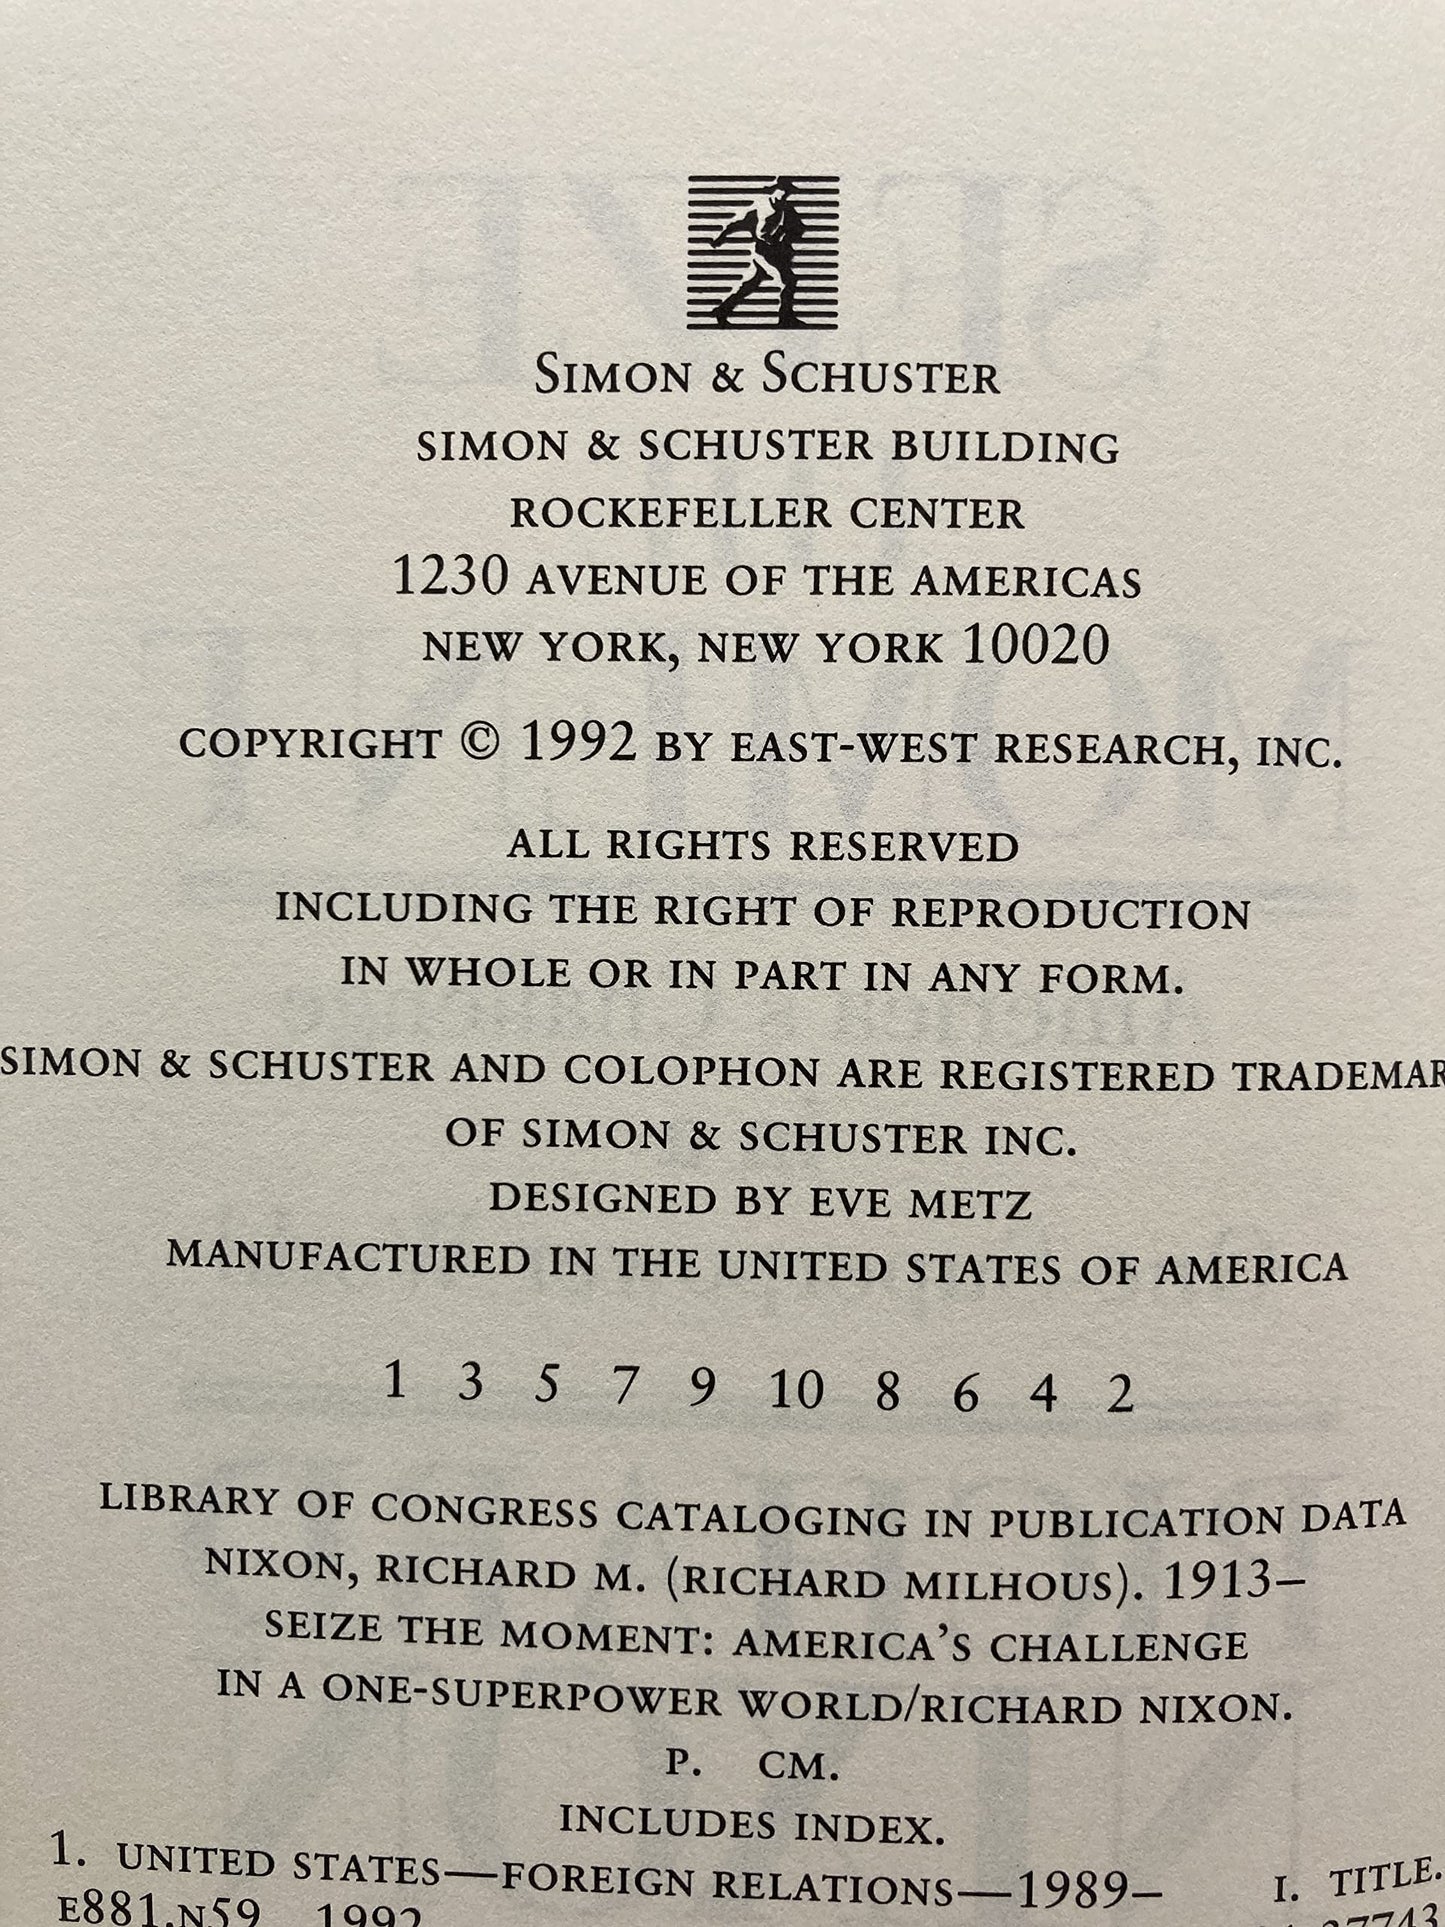 SIMON & SCHUSTER
SIMON & SCHUSTER BUILDING
ROCKEFELLER CENTER
1230 AVENUE OF THE AMERICAS
NEW YORK, NEW YORK 10020
COPYRIGHT © 1992 BY EAST-WEST RESEARCH, INC.
ALL RIGHTS RESERVED
INCLUDING THE RIGHT OF REPRODUCTION
IN WHOLE OR IN PART IN ANY FORM.
SIMON & SCHUSTER AND COLOPHON ARE REGISTERED TRADEMAR
OF SIMON & SCHUSTER INC.
DESIGNED BY EVE METZ
MANUFACTURED IN THE UNITED STATES OF AMERICA
1 3 5 7 9 10 8 6 4 2
LIBRARY OF CONGRESS CATALOGING IN PUBLICATION DATA
NIXON, RICHARD M. (RICHARD MILHOUS). 1913–
SEIZE THE MOMENT: AMERICA'S CHALLENGE
IN A ONE-SUPERPOWER WORLD/RICHARD NIXON.
P. CM.
INCLUDES INDEX.
1. UNITED STATES—FOREIGN RELATIONS—1989– I. TITLE.
E881.N59 1992